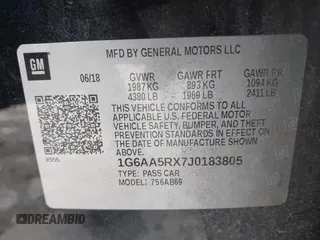 GM
MFD BY GENERAL MOTORS LLC
06/18 GVWR GAWR FRT GAWR RR
1987 KG 893 KG 1094 KG
4380 LB 1969 LB 2411 LB
THIS VEHICLE CONFORMS TO ALL
APPLICABLE U.S. FEDERAL MOTOR
VEHICLE SAFETY, BUMPER, AND THEFT
PREVENTION STANDARDS IN EFFECT ON
THE DATE OF MANUFACTURE SHOWN ABOVE.
1G6AA5RX7J0183805
TYPE: PASS CAR
MODEL: 7S6AB69
DREAMBID